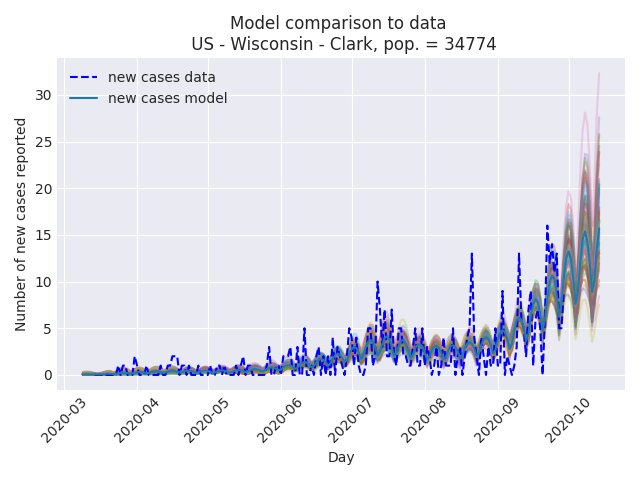 Model comparison to data
US - Wisconsin - Clark, pop. = 34774
new cases data
new cases model
Number of new cases reported
30
25
20
15
10
5
0
2020-03
2020-04
2020-05
2020-06
2020-07
2020-08
2020-09
2020-10
Day